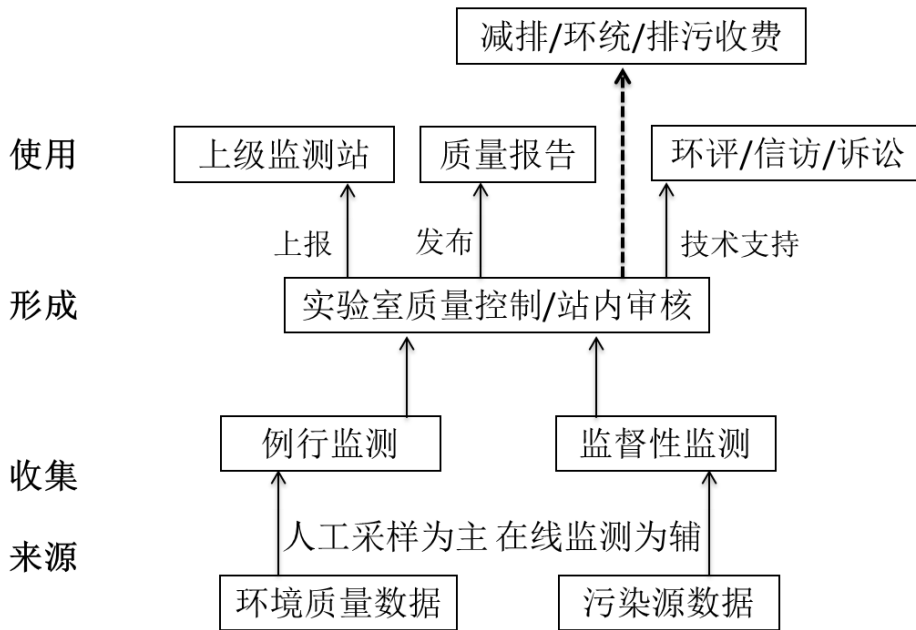 减排/环统/排污收费
使用
上级监测站
质量报告
环评/信访/诉讼
上报
发布
技术支持
形成
实验室质量控制/站内审核
例行监测
监督性监测
收集
人工采样为主 在线监测为辅
来源
环境质量数据
污染源数据